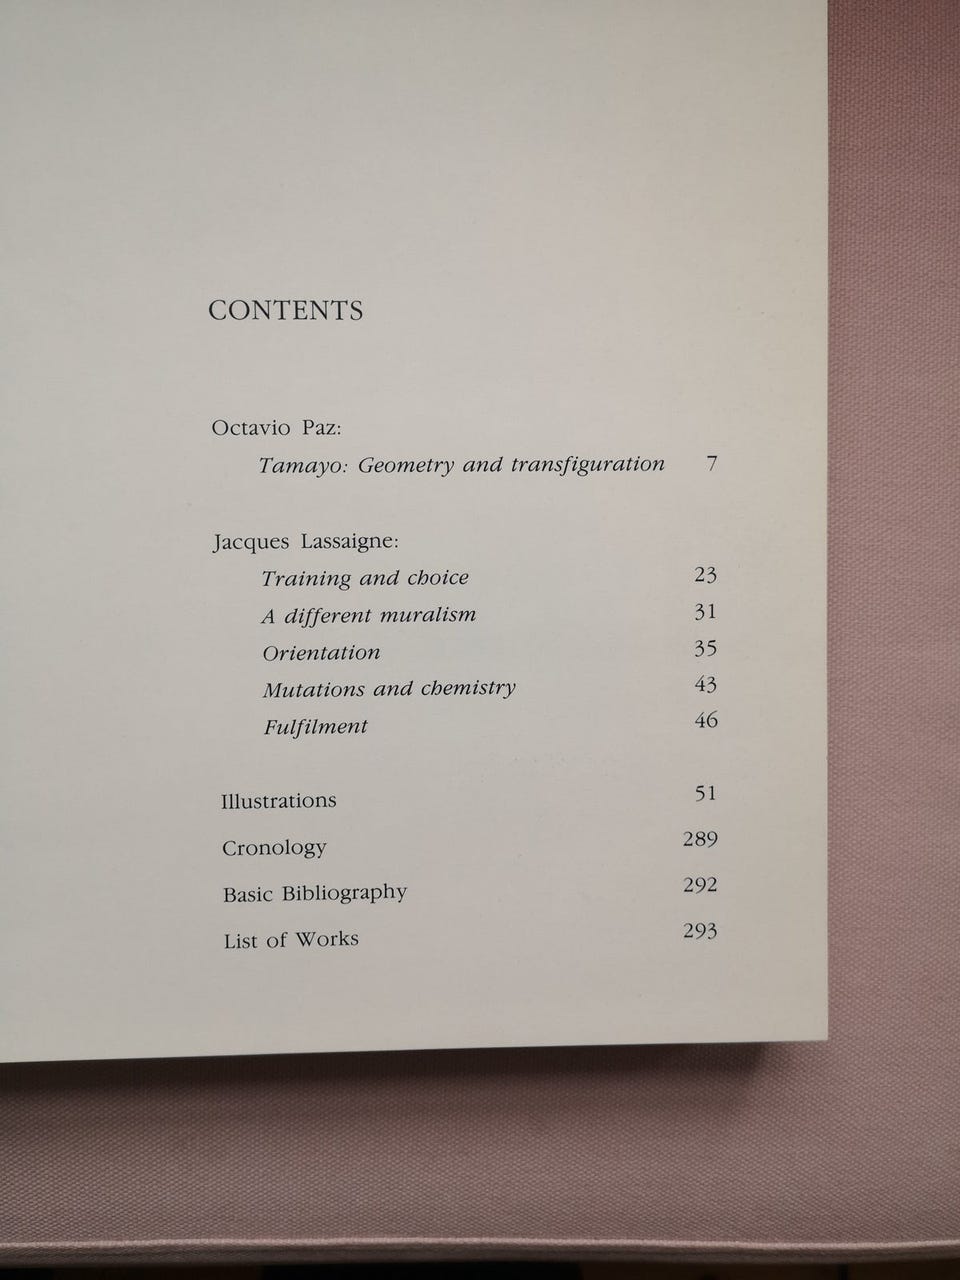 CONTENTS
Octavio Paz:
Tamayo: Geometry and transfiguration 7
Jacques Lassaigne:
Training and choice 23
A different muralism 31
Orientation 35
Mutations and chemistry 43
Fulfilment 46
Illustrations 51
Cronology 289
Basic Bibliography 292
List of Works 293